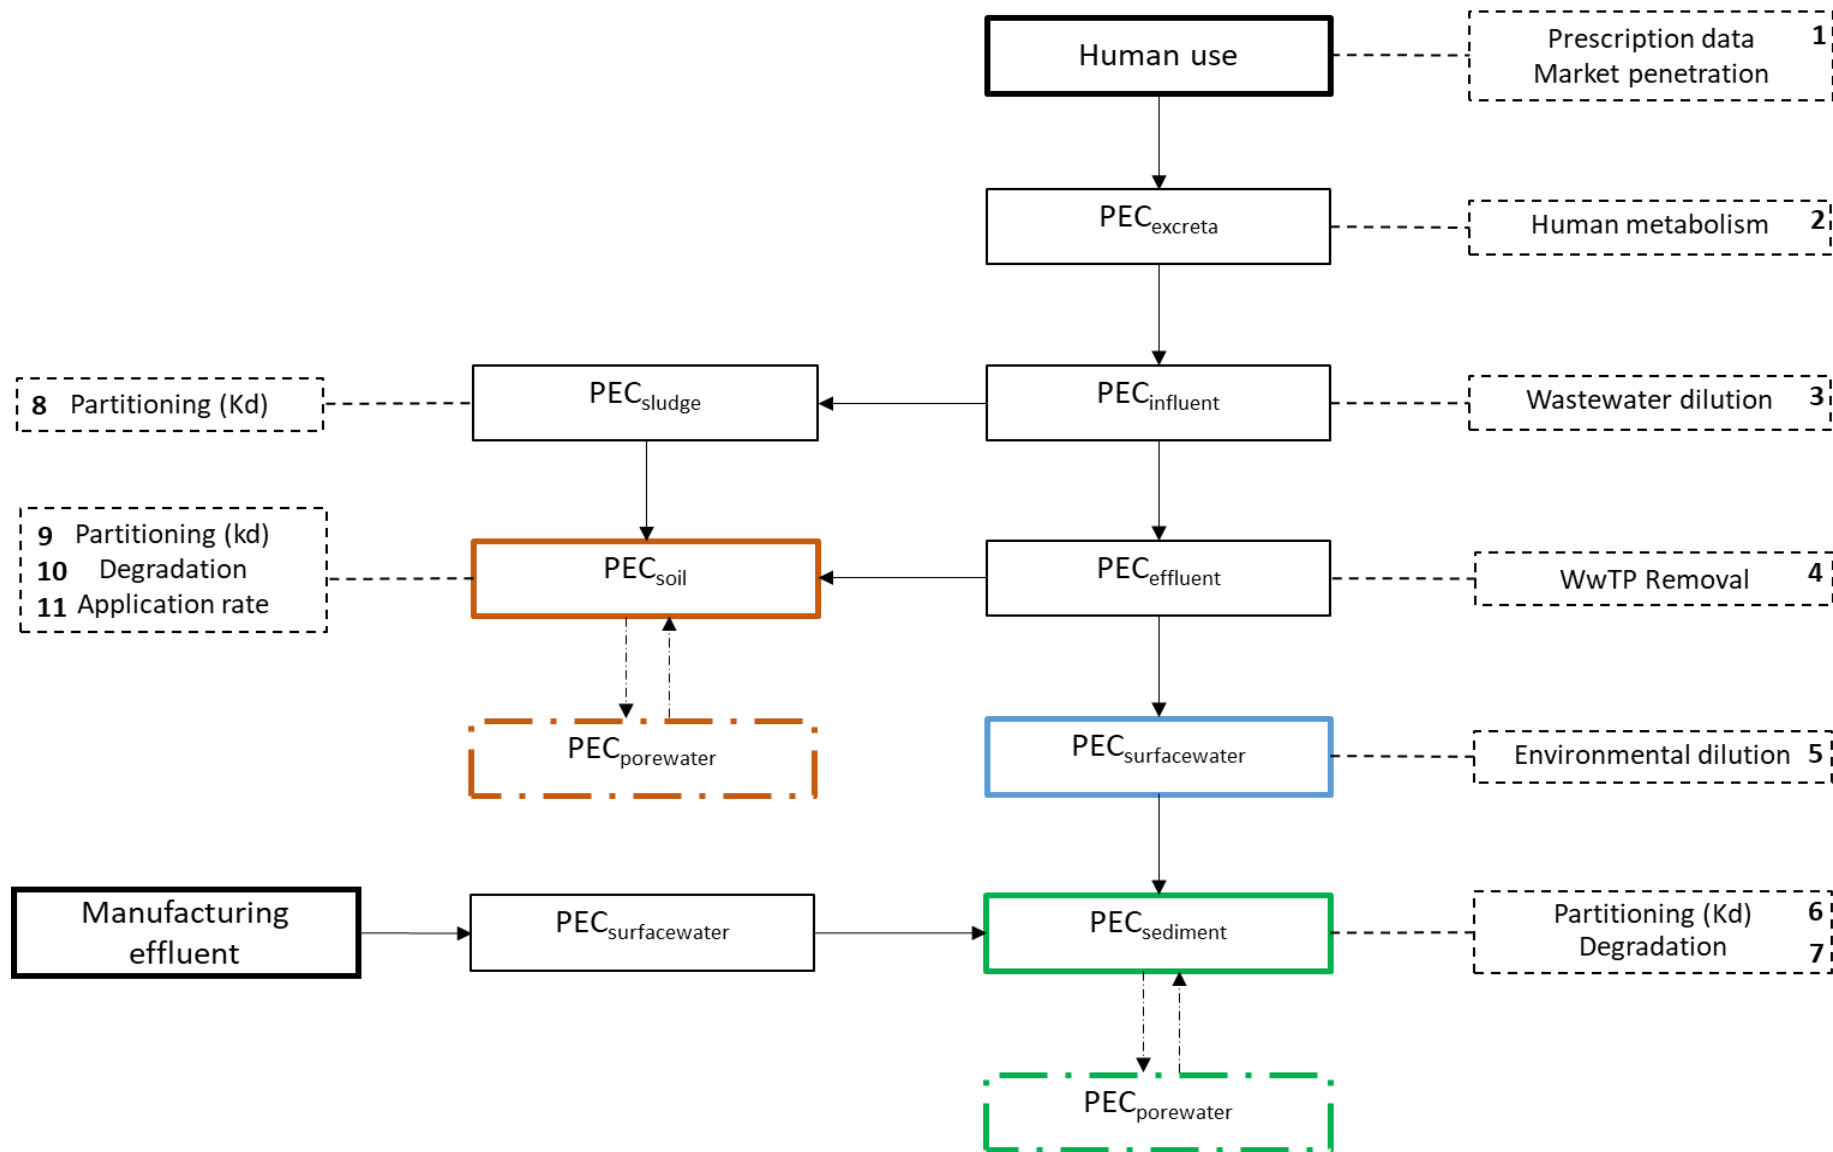 Human use
Prescription data 1
Market penetration
PECexcreta
Human metabolism 2
8 Partitioning (Kd)
PECsludge
PECinfluent
Wastewater dilution 3
9 Partitioning (kd)
10 Degradation
11 Application rate
PECsoil
PECeffluent
WwTP Removal 4
PECporewater
PECsurfacewater
Environmental dilution 5
Manufacturing
effluent
PECsurfacewater
PECsediment
Partitioning (Kd) 6
Degradation 7
PECporewater